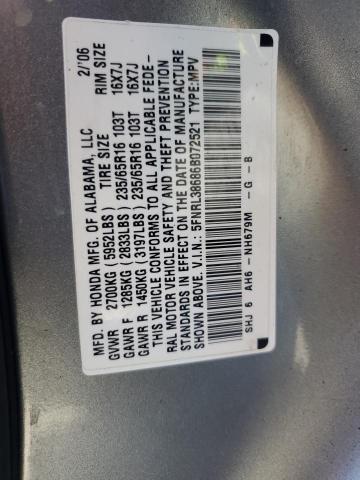 MFD. BY HONDA MFG. OF ALABAMA, LLC 2/'06
GVWR 2700KG(5952LBS) TIRE SIZE RIM SIZE
GAWR F 1285KG(2833LBS) 235/65R16 103T 16X7J
GAWR R 1450KG(3197LBS) 235/65R16 103T 16X7J
THIS VEHICLE CONFORMS TO ALL APPLICABLE FEDE-
RAL MOTOR VEHICLE SAFETY AND THEFT PREVENTION
STANDARDS IN EFFECT ON THE DATE OF MANUFACTURE
SHOWN ABOVE. V.I.N.: 5FNRL38686B072521 TYPE:MPV
SHJ 6 AH6 - NH679M - G - B